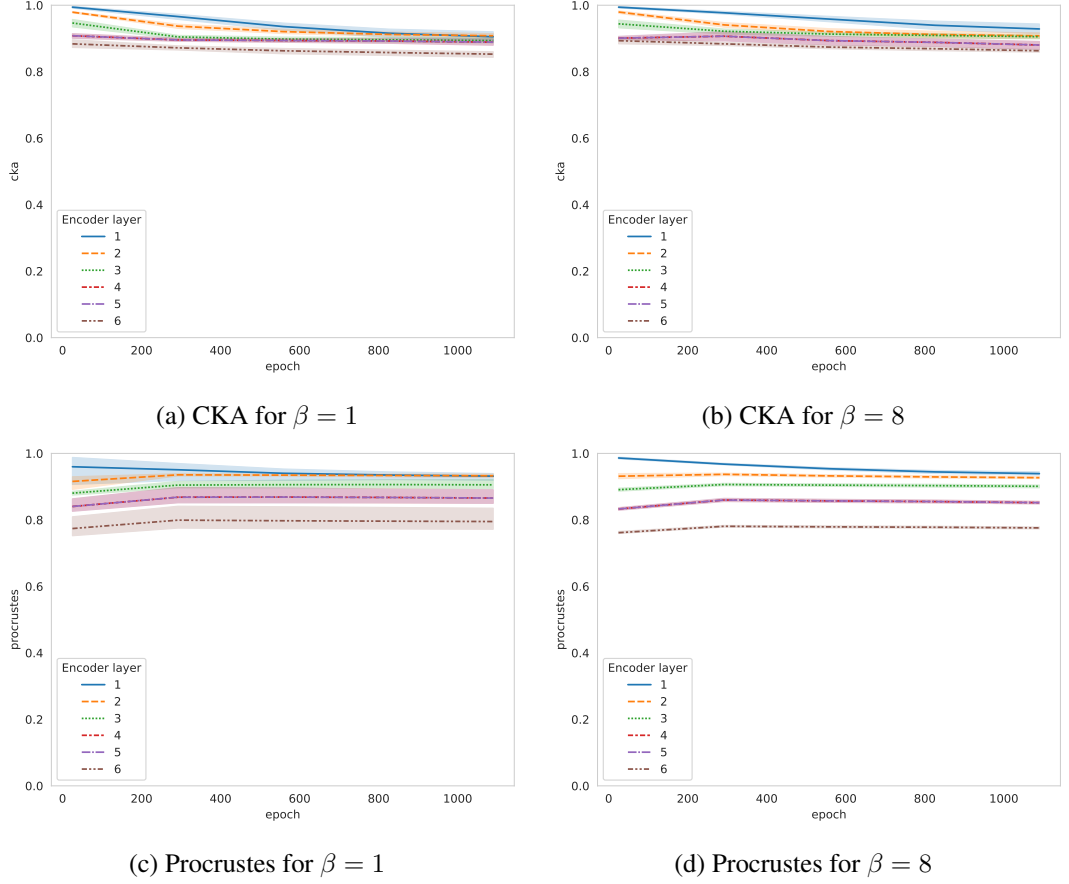 1.0
0.8
0.6
0.4
0.2
0.0
cka
Encoder layer
1
2
3
4
5
6
0 200 400 600 800 1000
epoch
(a) CKA for β = 1
1.0
0.8
0.6
0.4
0.2
0.0
cka
Encoder layer
1
2
3
4
5
6
0 200 400 600 800 1000
epoch
(b) CKA for β = 8
1.0
0.8
0.6
0.4
0.2
0.0
procrustes
Encoder layer
1
2
3
4
5
6
0 200 400 600 800 1000
epoch
(c) Procrustes for β = 1
1.0
0.8
0.6
0.4
0.2
0.0
procrustes
Encoder layer
1
2
3
4
5
6
0 200 400 600 800 1000
epoch
(d) Procrustes for β = 8